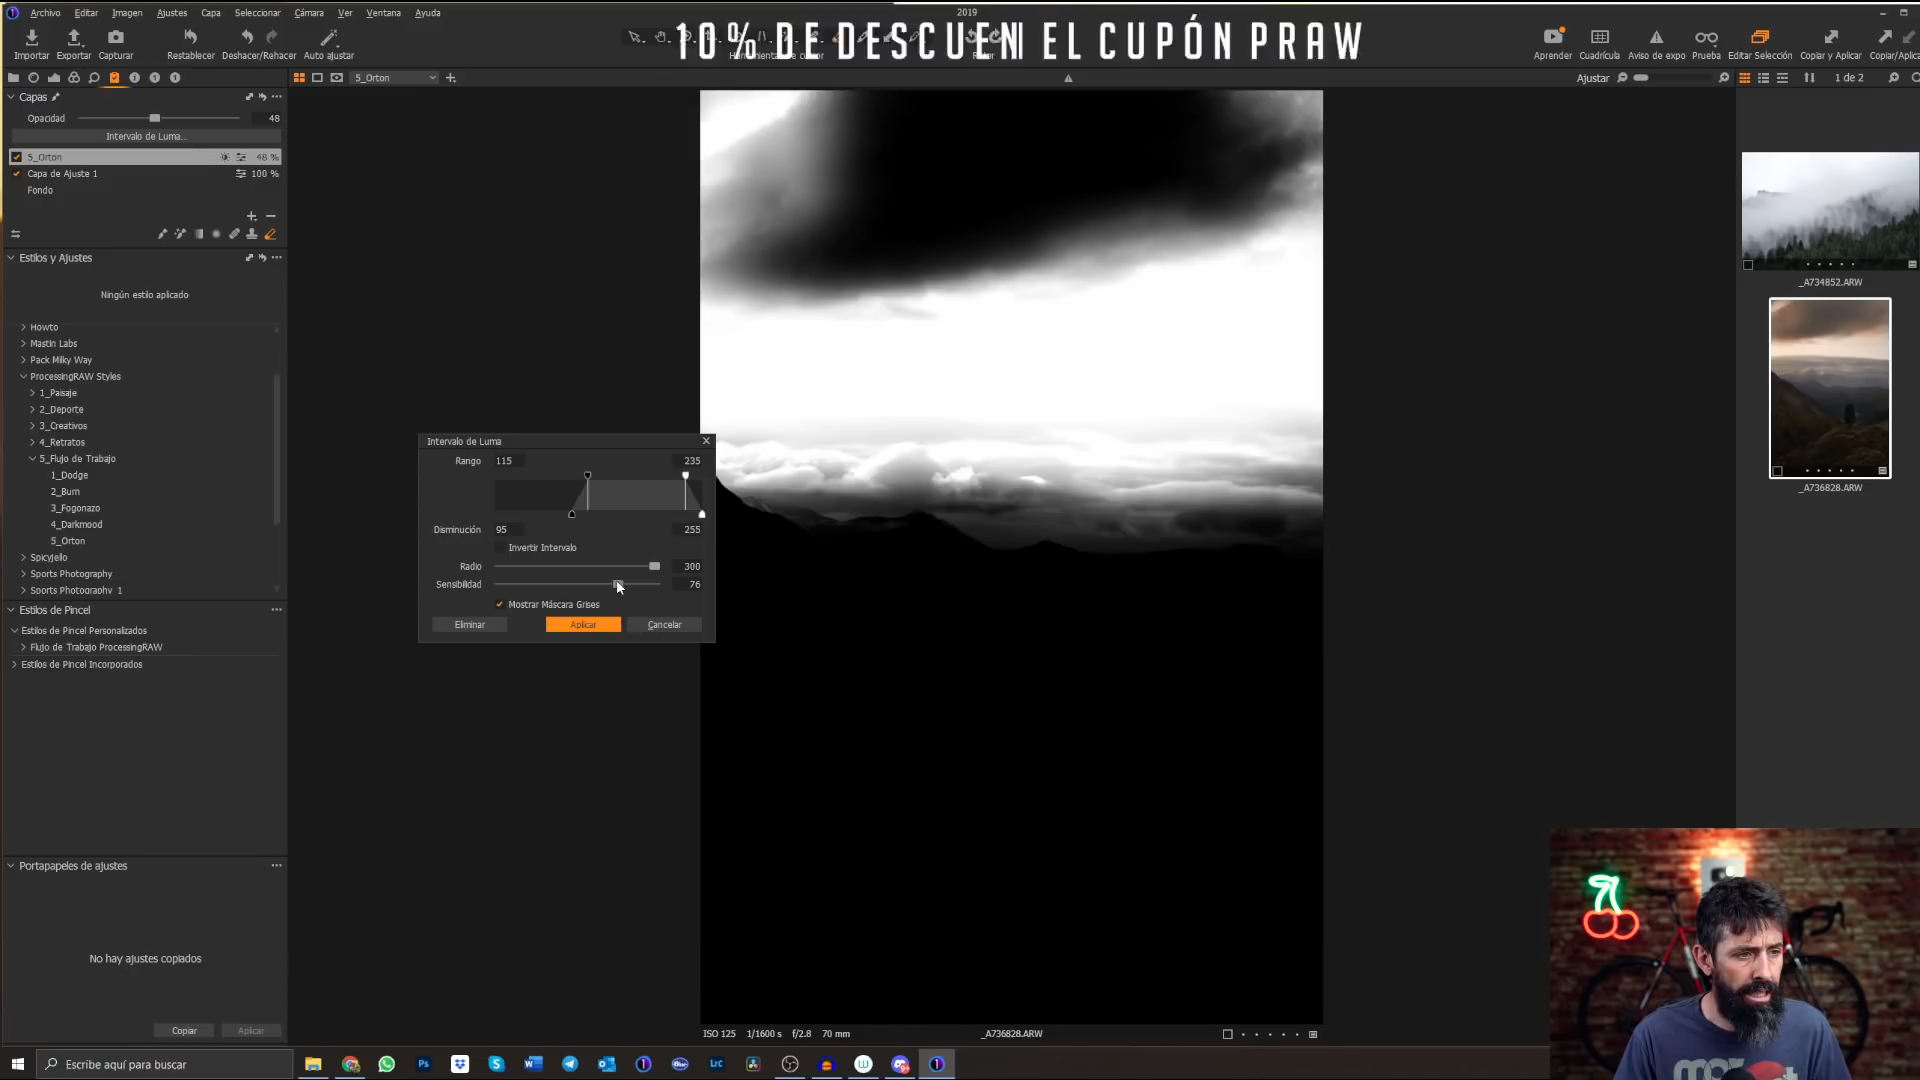 2019
Archivo Editar Imagen Ajustes Capa Seleccionar Cámara Ver Ventana Ayuda
10% DE DESCUEN EL CUPÓN PRAW
Importar Exportar Capturar Restablecer Deshacer/Rehacer Auto ajustar
Aprender Cuadrícula Aviso de expo Prueba Editar Selección Copiar y Aplicar Copiar/Aplica
5_Orton
Ajustar
1 de 2
Capas
Opacidad 48
Intervalo de Luma...
5_Orton 48 %
Capa de Ajuste 1 100 %
Fondo
Estilos y Ajustes
Ningún estilo aplicado
Howto
Mastin Labs
Pack Milky Way
ProcessingRAW Styles
1_Paisaje
2_Deporte
3_Creativos
4_Retratos
5_Flujo de Trabajo
1_Dodge
2_Burn
3_Fogonazo
4_Darkmood
5_Orton
Spicyjello
Sports Photography
Sports Photography 1
Estilos de Pincel
Estilos de Pincel Personalizados
Flujo de Trabajo ProcessingRAW
Estilos de Pincel Incorporados
Portapapeles de ajustes
No hay ajustes copiados
Copiar Aplicar
Intervalo de Luma
Rango 115 235
Disminución 95 255
Invertir Intervalo
Radio 300
Sensibilidad 76
Mostrar Máscara Grises
Eliminar Aplicar Cancelar
_A734852.ARW
_A736828.ARW
ISO 125 1/1600 s f/2.8 70 mm _A736828.ARW
Escribe aquí para buscar
Ps
Lrc